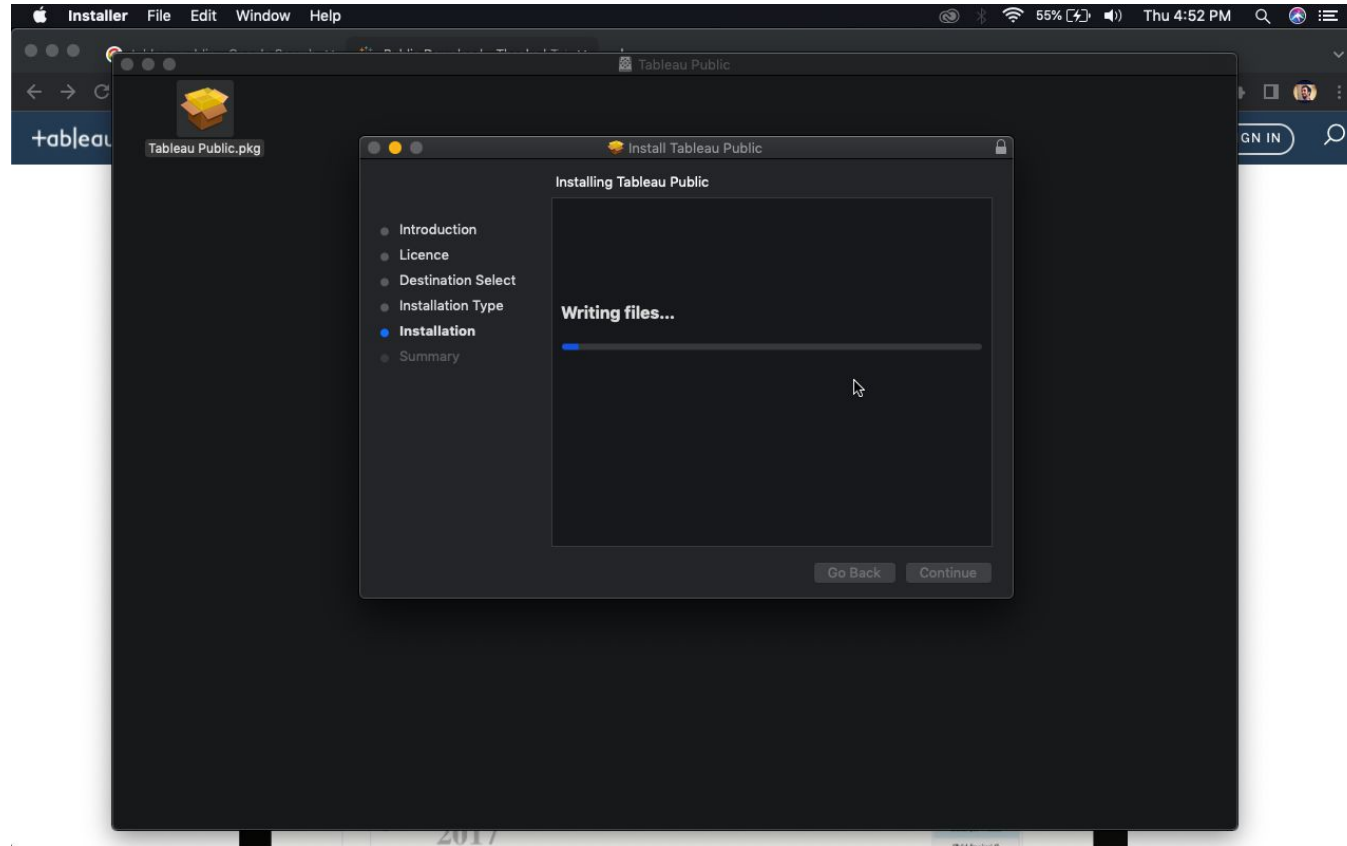 Installer File Edit Window Help 55% Thu 4:52 PM
Tableau Public
+ableau
GN IN
Tableau Public.pkg
Install Tableau Public
Installing Tableau Public
Introduction
Licence
Destination Select
Installation Type
Installation
Summary
Writing files...
Go Back Continue
2017